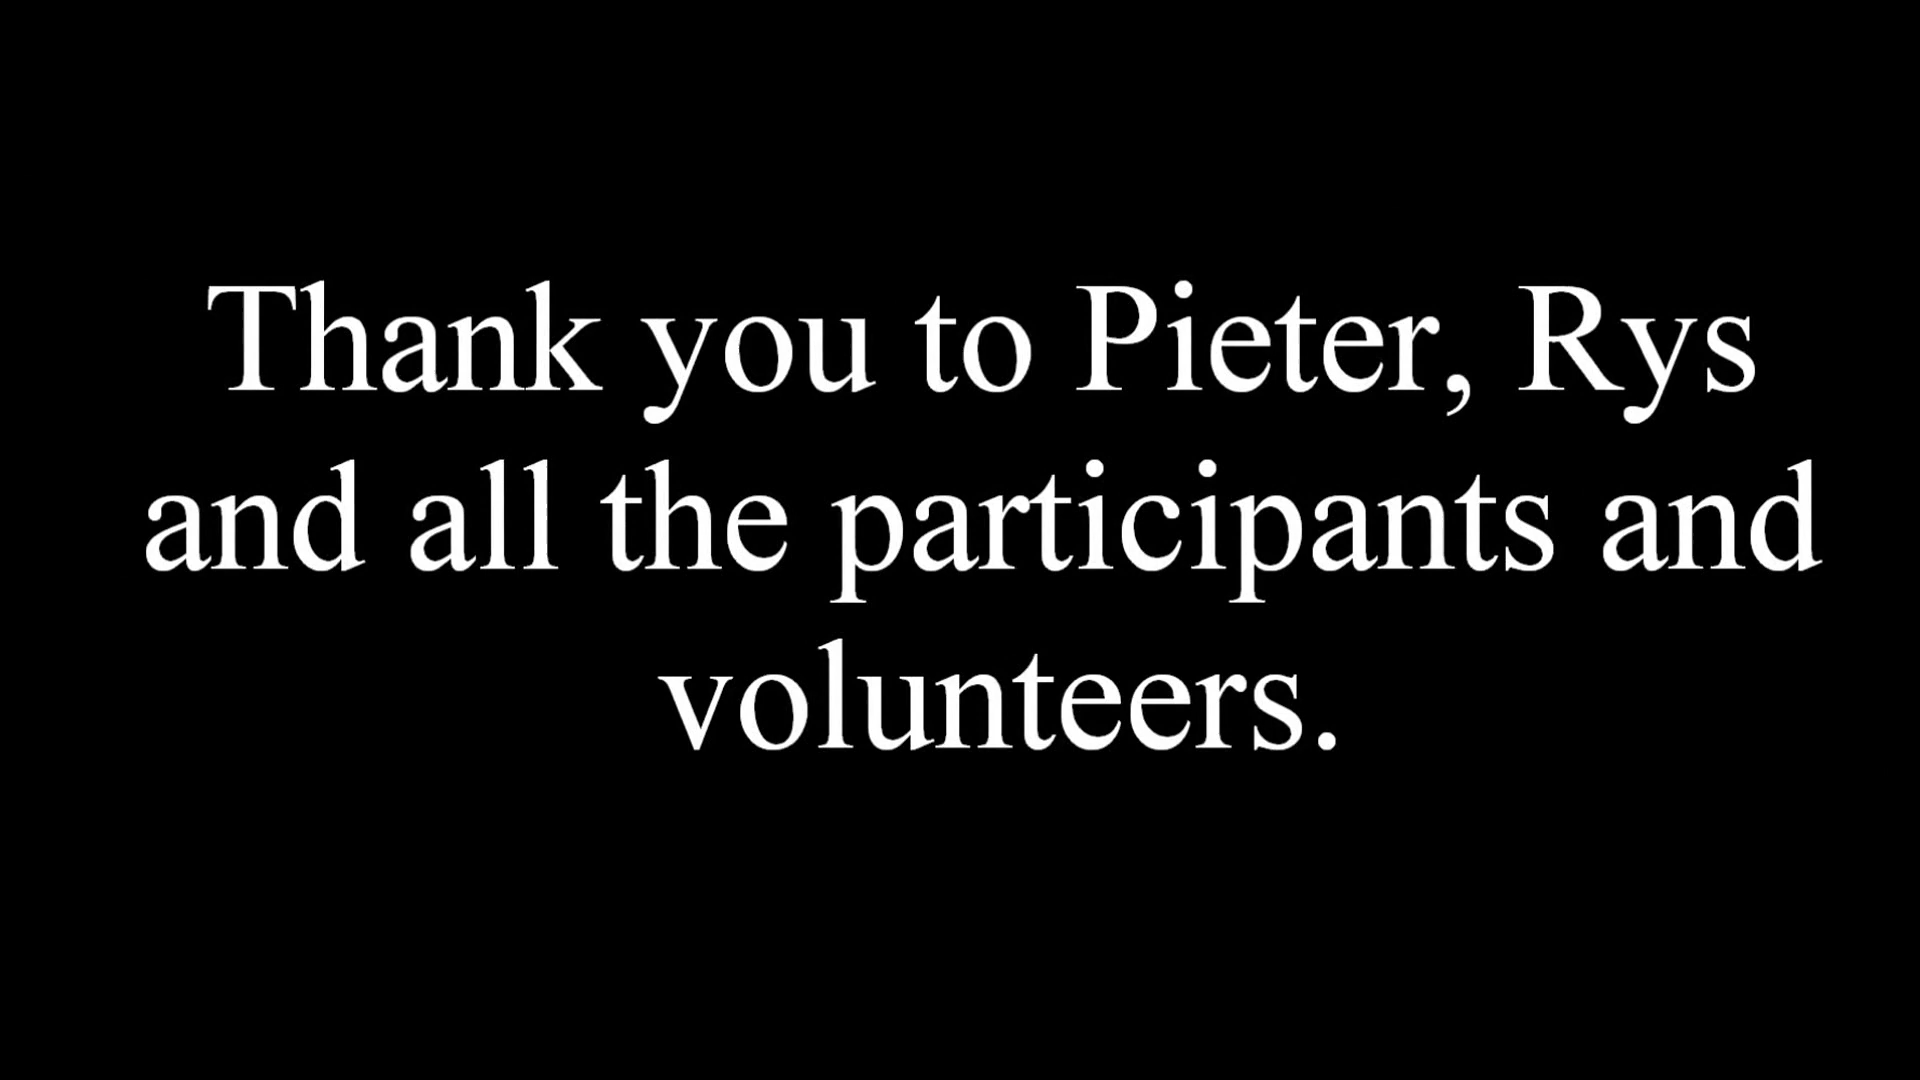 Thank you to Pieter, Rys
and all the participants and
volunteers.